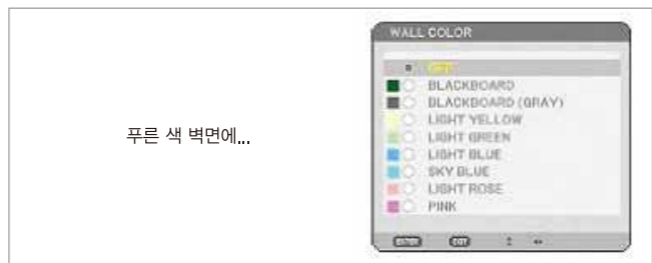 푸른 색 벽면에...
WALL COLOR
OFF
BLACKBOARD
BLACKBOARD (GRAY)
LIGHT YELLOW
LIGHT GREEN
LIGHT BLUE
SKY BLUE
LIGHT ROSE
PINK
ENTER EXIT